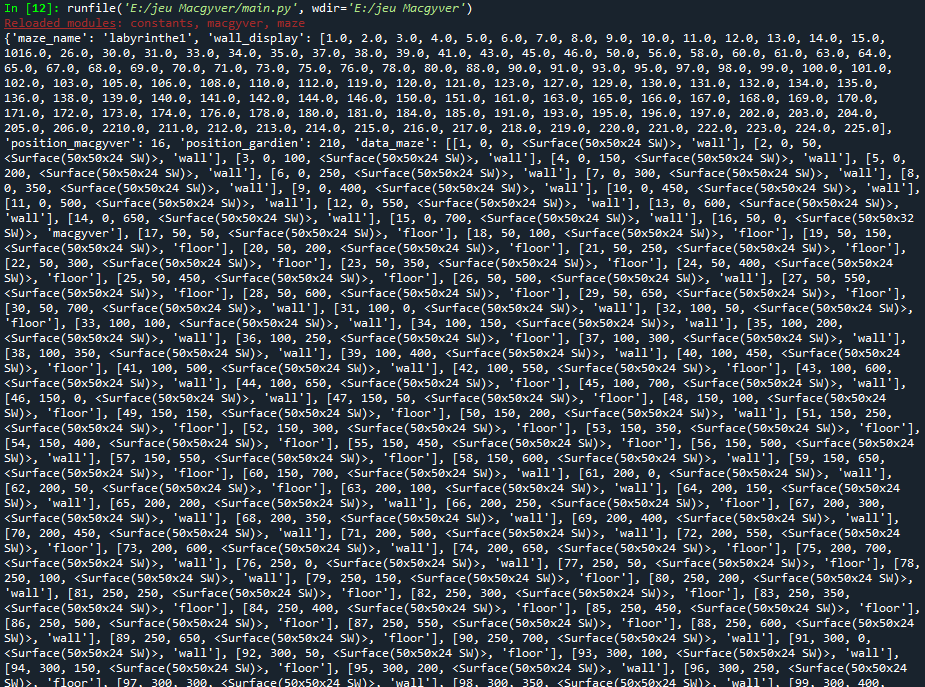 In [12]: runfile('E:/jeu Macgyver/main.py', wdir='E:/jeu Macgyver')
Reloaded modules: constants, macgyver, maze
{'maze_name': 'labyrinthe1', 'wall_display': [1.0, 2.0, 3.0, 4.0, 5.0, 6.0, 7.0, 8.0, 9.0, 10.0, 11.0, 12.0, 13.0, 14.0, 15.0,
1016.0, 26.0, 30.0, 31.0, 33.0, 34.0, 35.0, 37.0, 38.0, 39.0, 41.0, 43.0, 45.0, 46.0, 50.0, 56.0, 58.0, 60.0, 61.0, 63.0, 64.0,
65.0, 67.0, 68.0, 69.0, 70.0, 71.0, 73.0, 75.0, 76.0, 78.0, 80.0, 88.0, 90.0, 91.0, 93.0, 95.0, 97.0, 98.0, 99.0, 100.0, 101.0,
102.0, 103.0, 105.0, 106.0, 108.0, 110.0, 112.0, 119.0, 120.0, 121.0, 123.0, 127.0, 129.0, 130.0, 131.0, 132.0, 134.0, 135.0,
136.0, 138.0, 139.0, 140.0, 141.0, 142.0, 144.0, 146.0, 150.0, 151.0, 161.0, 163.0, 165.0, 166.0, 167.0, 168.0, 169.0, 170.0,
171.0, 172.0, 173.0, 174.0, 176.0, 178.0, 180.0, 181.0, 184.0, 185.0, 191.0, 193.0, 195.0, 196.0, 197.0, 202.0, 203.0, 204.0,
205.0, 206.0, 2210.0, 211.0, 212.0, 213.0, 214.0, 215.0, 216.0, 217.0, 218.0, 219.0, 220.0, 221.0, 222.0, 223.0, 224.0, 225.0],
'position_macgyver': 16, 'position_gardien': 210, 'data_maze': [[1, 0, 0, <Surface(50x50x24 SW)>, 'wall'], [2, 0, 50,
<Surface(50x50x24 SW)>, 'wall'], [3, 0, 100, <Surface(50x50x24 SW)>, 'wall'], [4, 0, 150, <Surface(50x50x24 SW)>, 'wall'], [5, 0,
200, <Surface(50x50x24 SW)>, 'wall'], [6, 0, 250, <Surface(50x50x24 SW)>, 'wall'], [7, 0, 300, <Surface(50x50x24 SW)>, 'wall'], [8,
0, 350, <Surface(50x50x24 SW)>, 'wall'], [9, 0, 400, <Surface(50x50x24 SW)>, 'wall'], [10, 0, 450, <Surface(50x50x24 SW)>, 'wall'],
[11, 0, 500, <Surface(50x50x24 SW)>, 'wall'], [12, 0, 550, <Surface(50x50x24 SW)>, 'wall'], [13, 0, 600, <Surface(50x50x24 SW)>,
'wall'], [14, 0, 650, <Surface(50x50x24 SW)>, 'wall'], [15, 0, 700, <Surface(50x50x24 SW)>, 'wall'], [16, 50, 0, <Surface(50x50x32
SW)>, 'macgyver'], [17, 50, 50, <Surface(50x50x24 SW)>, 'floor'], [18, 50, 100, <Surface(50x50x24 SW)>, 'floor'], [19, 50, 150,
<Surface(50x50x24 SW)>, 'floor'], [20, 50, 200, <Surface(50x50x24 SW)>, 'floor'], [21, 50, 250, <Surface(50x50x24 SW)>, 'floor'],
[22, 50, 300, <Surface(50x50x24 SW)>, 'floor'], [23, 50, 350, <Surface(50x50x24 SW)>, 'floor'], [24, 50, 400, <Surface(50x50x24
SW)>, 'floor'], [25, 50, 450, <Surface(50x50x24 SW)>, 'floor'], [26, 50, 500, <Surface(50x50x24 SW)>, 'wall'], [27, 50, 550,
<Surface(50x50x24 SW)>, 'floor'], [28, 50, 600, <Surface(50x50x24 SW)>, 'floor'], [29, 50, 650, <Surface(50x50x24 SW)>, 'floor'],
[30, 50, 700, <Surface(50x50x24 SW)>, 'wall'], [31, 100, 0, <Surface(50x50x24 SW)>, 'wall'], [32, 100, 50, <Surface(50x50x24 SW)>,
'floor'], [33, 100, 100, <Surface(50x50x24 SW)>, 'wall'], [34, 100, 150, <Surface(50x50x24 SW)>, 'wall'], [35, 100, 200,
<Surface(50x50x24 SW)>, 'wall'], [36, 100, 250, <Surface(50x50x24 SW)>, 'floor'], [37, 100, 300, <Surface(50x50x24 SW)>, 'wall'],
[38, 100, 350, <Surface(50x50x24 SW)>, 'wall'], [39, 100, 400, <Surface(50x50x24 SW)>, 'wall'], [40, 100, 450, <Surface(50x50x24
SW)>, 'floor'], [41, 100, 500, <Surface(50x50x24 SW)>, 'wall'], [42, 100, 550, <Surface(50x50x24 SW)>, 'floor'], [43, 100, 600,
<Surface(50x50x24 SW)>, 'wall'], [44, 100, 650, <Surface(50x50x24 SW)>, 'floor'], [45, 100, 700, <Surface(50x50x24 SW)>, 'wall'],
[46, 150, 0, <Surface(50x50x24 SW)>, 'wall'], [47, 150, 50, <Surface(50x50x24 SW)>, 'floor'], [48, 150, 100, <Surface(50x50x24
SW)>, 'floor'], [49, 150, 150, <Surface(50x50x24 SW)>, 'floor'], [50, 150, 200, <Surface(50x50x24 SW)>, 'wall'], [51, 150, 250,
<Surface(50x50x24 SW)>, 'floor'], [52, 150, 300, <Surface(50x50x24 SW)>, 'floor'], [53, 150, 350, <Surface(50x50x24 SW)>, 'floor'],
[54, 150, 400, <Surface(50x50x24 SW)>, 'floor'], [55, 150, 450, <Surface(50x50x24 SW)>, 'floor'], [56, 150, 500, <Surface(50x50x24
SW)>, 'wall'], [57, 150, 550, <Surface(50x50x24 SW)>, 'floor'], [58, 150, 600, <Surface(50x50x24 SW)>, 'wall'], [59, 150, 650,
<Surface(50x50x24 SW)>, 'floor'], [60, 150, 700, <Surface(50x50x24 SW)>, 'wall'], [61, 200, 0, <Surface(50x50x24 SW)>, 'wall'],
[62, 200, 50, <Surface(50x50x24 SW)>, 'floor'], [63, 200, 100, <Surface(50x50x24 SW)>, 'wall'], [64, 200, 150, <Surface(50x50x24
SW)>, 'wall'], [65, 200, 200, <Surface(50x50x24 SW)>, 'wall'], [66, 200, 250, <Surface(50x50x24 SW)>, 'floor'], [67, 200, 300,
<Surface(50x50x24 SW)>, 'wall'], [68, 200, 350, <Surface(50x50x24 SW)>, 'wall'], [69, 200, 400, <Surface(50x50x24 SW)>, 'wall'],
[70, 200, 450, <Surface(50x50x24 SW)>, 'wall'], [71, 200, 500, <Surface(50x50x24 SW)>, 'wall'], [72, 200, 550, <Surface(50x50x24
SW)>, 'floor'], [73, 200, 600, <Surface(50x50x24 SW)>, 'wall'], [74, 200, 650, <Surface(50x50x24 SW)>, 'floor'], [75, 200, 700,
<Surface(50x50x24 SW)>, 'wall'], [76, 250, 0, <Surface(50x50x24 SW)>, 'wall'], [77, 250, 50, <Surface(50x50x24 SW)>, 'floor'], [78,
250, 100, <Surface(50x50x24 SW)>, 'wall'], [79, 250, 150, <Surface(50x50x24 SW)>, 'floor'], [80, 250, 200, <Surface(50x50x24 SW)>,
'wall'], [81, 250, 250, <Surface(50x50x24 SW)>, 'floor'], [82, 250, 300, <Surface(50x50x24 SW)>, 'floor'], [83, 250, 350,
<Surface(50x50x24 SW)>, 'floor'], [84, 250, 400, <Surface(50x50x24 SW)>, 'floor'], [85, 250, 450, <Surface(50x50x24 SW)>, 'floor'],
[86, 250, 500, <Surface(50x50x24 SW)>, 'floor'], [87, 250, 550, <Surface(50x50x24 SW)>, 'floor'], [88, 250, 600, <Surface(50x50x24
SW)>, 'wall'], [89, 250, 650, <Surface(50x50x24 SW)>, 'floor'], [90, 250, 700, <Surface(50x50x24 SW)>, 'wall'], [91, 300, 0,
<Surface(50x50x24 SW)>, 'wall'], [92, 300, 50, <Surface(50x50x24 SW)>, 'floor'], [93, 300, 100, <Surface(50x50x24 SW)>, 'wall'],
[94, 300, 150, <Surface(50x50x24 SW)>, 'floor'], [95, 300, 200, <Surface(50x50x24 SW)>, 'wall'], [96, 300, 250, <Surface(50x50x24
SW)>, 'floor'], [97, 300, 300, <Surface(50x50x24 SW)>, 'wall'], [98, 300, 350, <Surface(50x50x24 SW)>, 'wall'], [99, 300, 400,